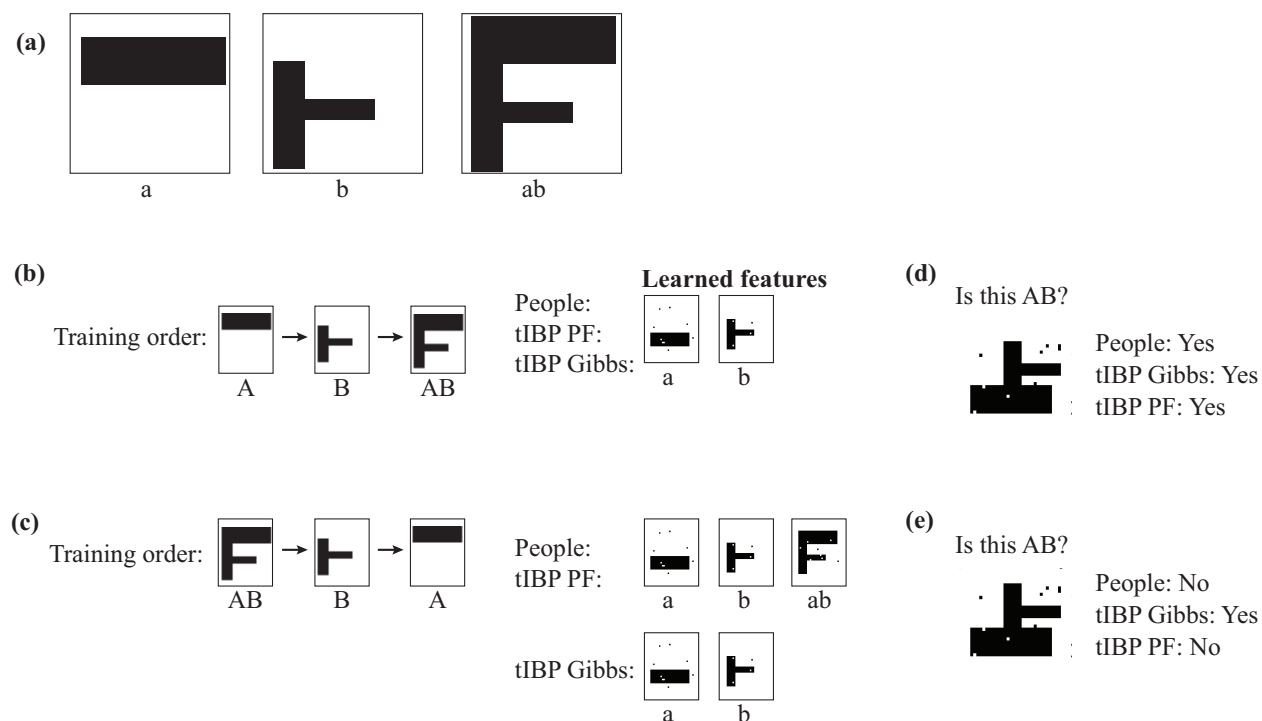 (a)
a b ab
(b)
Learned features
Training order:
A B AB
People:
tIBP PF:
tIBP Gibbs:
a b
(d)
Is this AB?
People: Yes
tIBP Gibbs: Yes
tIBP PF: Yes
(c)
Training order:
AB B A
People:
tIBP PF:
a b ab
tIBP Gibbs:
a b
(e)
Is this AB?
People: No
tIBP Gibbs: Yes
tIBP PF: No